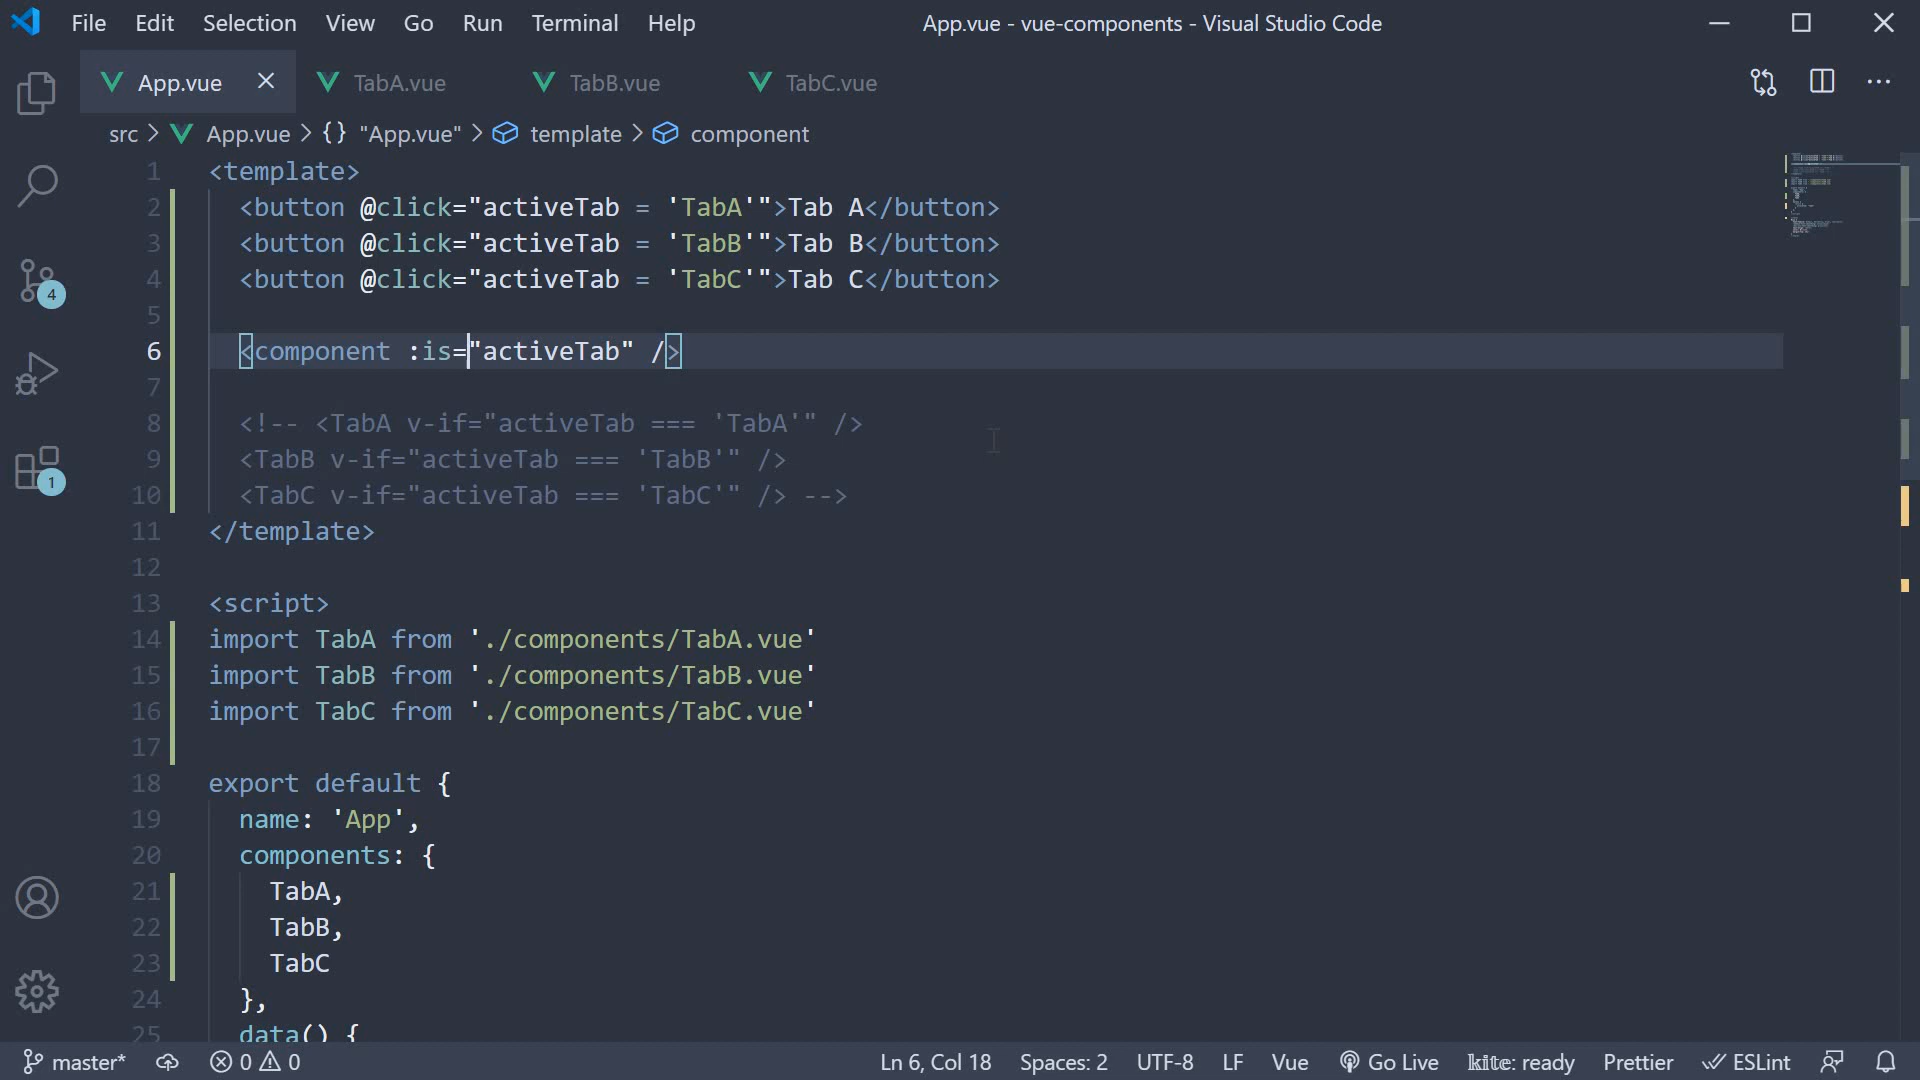 File Edit Selection View Go Run Terminal Help App.vue - vue-components - Visual Studio Code
App.vue TabA.vue TabB.vue TabC.vue
src > App.vue > {} "App.vue" > template > component
1 <template>
2 <button @click="activeTab = 'TabA'">Tab A</button>
3 <button @click="activeTab = 'TabB'">Tab B</button>
4 <button @click="activeTab = 'TabC'">Tab C</button>
5
6 <component :is="activeTab" />
7
8 <!-- <TabA v-if="activeTab === 'TabA'" />
9 <TabB v-if="activeTab === 'TabB'" />
10 <TabC v-if="activeTab === 'TabC'" /> -->
11 </template>
12
13 <script>
14 import TabA from './components/TabA.vue'
15 import TabB from './components/TabB.vue'
16 import TabC from './components/TabC.vue'
17
18 export default {
19 name: 'App',
20 components: {
21 TabA,
22 TabB,
23 TabC
24 },
25 data() {
4
1
master* 0 0 Ln 6, Col 18 Spaces: 2 UTF-8 LF Vue Go Live kite: ready Prettier ESLint